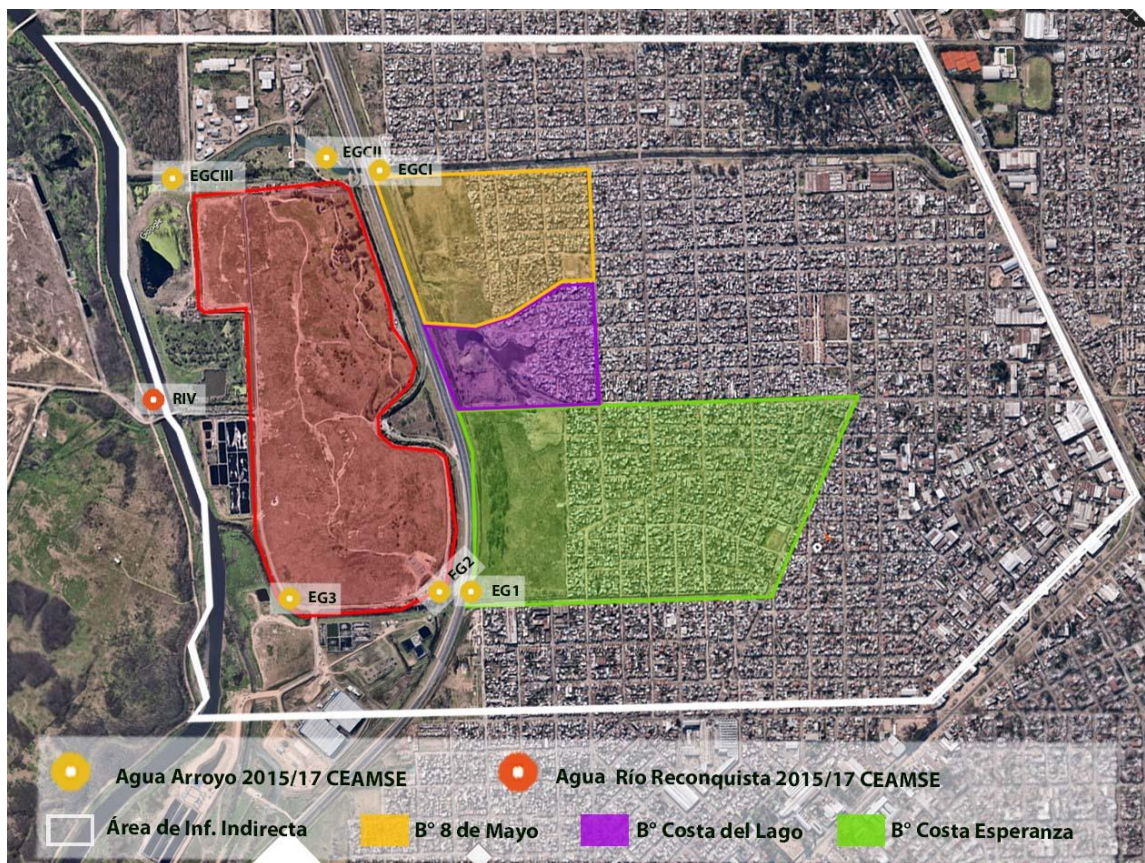 EGCII
EGCI
EGCIII
Google
RIV
EG2
EG1
EG3
Agua Arroyo 2015/17 CEAMSE
Agua Río Reconquista 2015/17 CEAMSE
Área de Inf. Indirecta
B° 8 de Mayo
B° Costa del Lago
B° Costa Esperanza